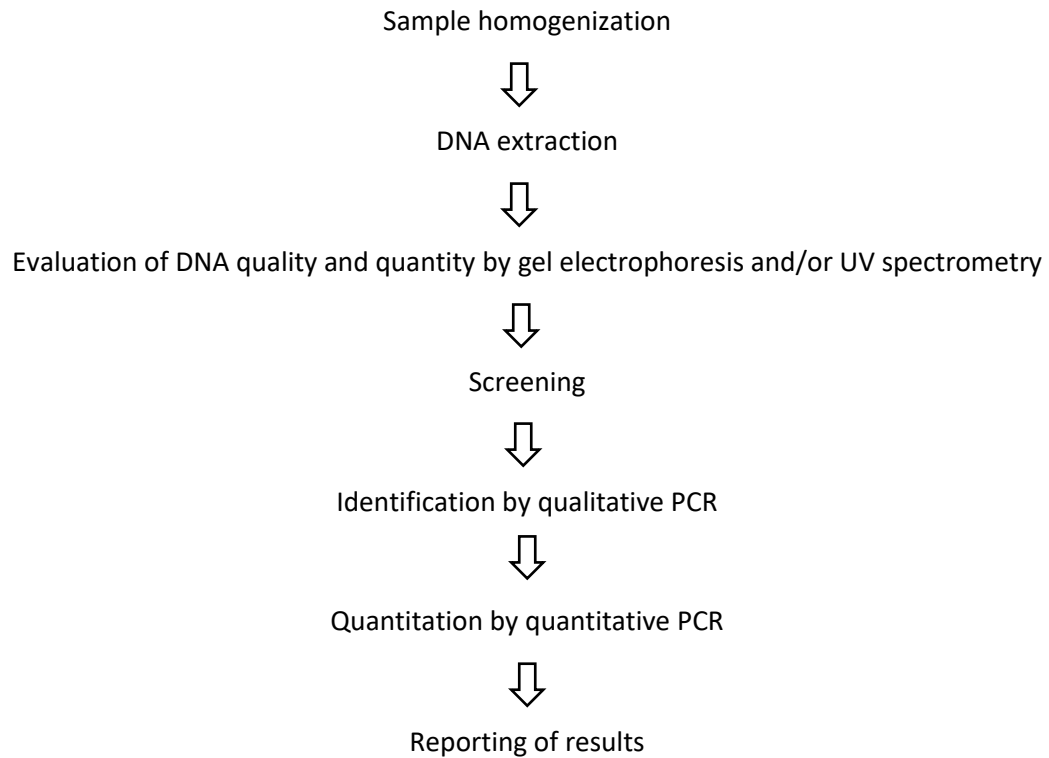 Sample homogenization
DNA extraction
Evaluation of DNA quality and quantity by gel electrophoresis and/or UV spectrometry
Screening
Identification by qualitative PCR
Quantitation by quantitative PCR
Reporting of results